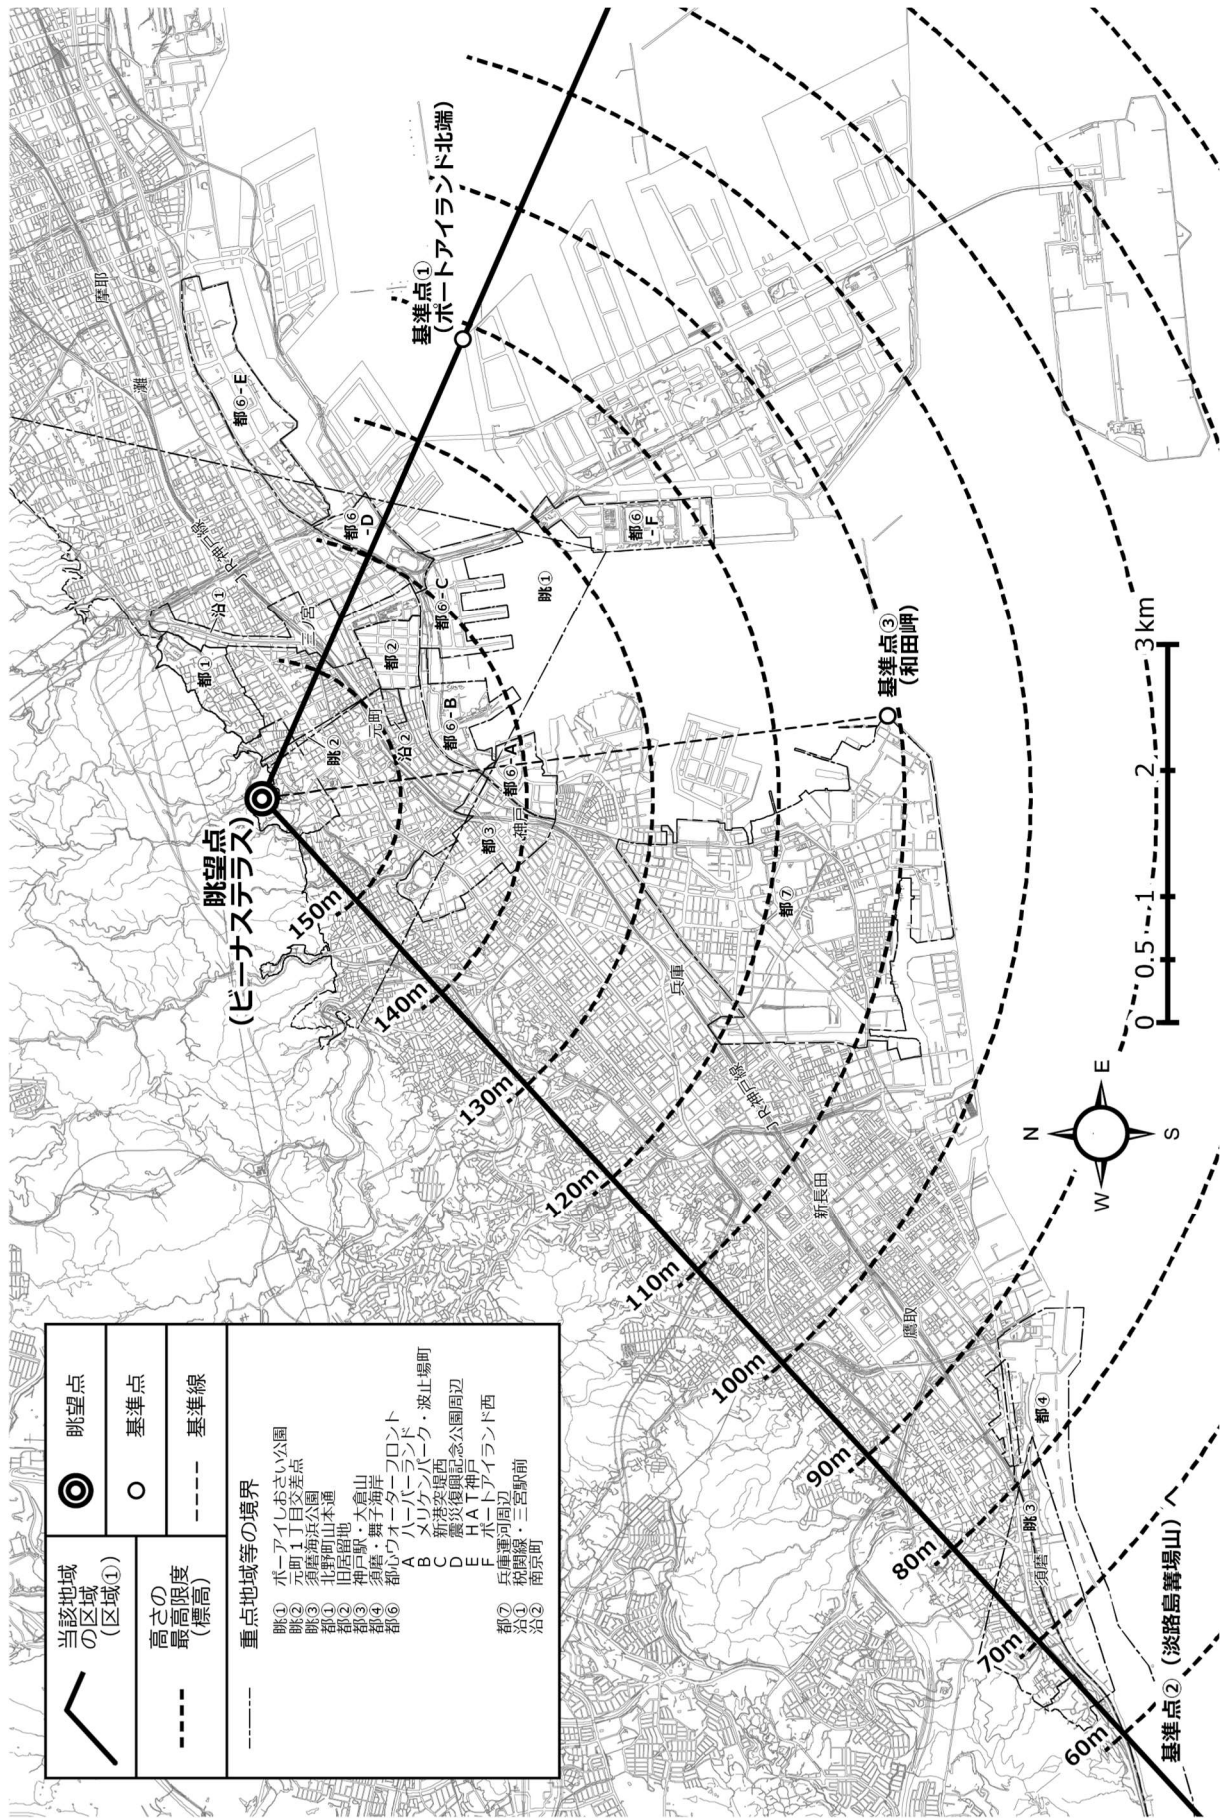 当該地域
の区域
(区域①)
眺望点
高さの
最高限度
(標高)
基準点
基準線
重点地域等の境界
眺① ポーアイしおさい公園
眺② 元町1丁目交差点
眺③ 須磨海浜公園
都① 北野町山本通
都② 旧居留地
都③ 神戸駅・大倉山
都④ 須磨・舞子海岸
都⑥ 都心ウォーターフロント
A ハーバーランド
B メリケンパーク・波止場町
C 新港突堤西
D 震災復興記念公園周辺
E HAT神戸
F ポートアイランド西
都⑦ 兵庫運河周辺
沿① 税関線・三宮駅前
沿② 南京町
眺望点
(ビーナステラス)
基準点①
(ポートアイランド北端)
基準点③
(和田岬)
基準点②(淡路島篝場山)へ
150m
140m
130m
120m
110m
100m
90m
80m
70m
60m
摩耶
灘
JR神戸線
三ノ宮
元町
神戸
兵庫
JR神戸線
新長田
鷹取
須磨
都①
沿1
眺2
都②
沿2
都3
都⑥-A
都⑥-B
都⑥-C
都⑥
-D
都⑥-E
都⑥
-F
眺①
都⑦
都④
眺③
N
W
E
S
0
0.5
1
2
3km